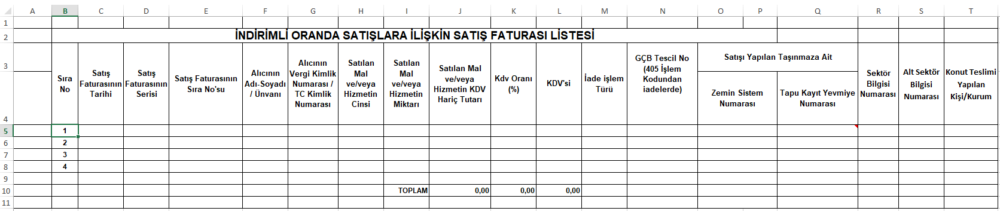 A B C D E F G H I J K L M N O P Q R S T
1
2 İNDİRİMLİ ORANDA SATIŞLARA İLİŞKİN SATIŞ FATURASI LİSTESİ
3
4
Sıra
No
Satış
Faturasının
Tarihi
Satış
Faturasının
Serisi
Satış Faturasının
Sıra No'su
Alıcının
Adı-Soyadı
/ Ünvanı
Alıcının
Vergi Kimlik
Numarası /
TC Kimlik
Numarası
Satılan
Mal
ve/veya
Hizmetin
Cinsi
Satılan
Mal
ve/veya
Hizmetin
Miktarı
Satılan Mal
ve/veya
Hizmetin KDV
Hariç Tutarı
Kdv Oranı
(%)
KDV'si
İade işlem
Türü
GÇB Tescil No
(405 İşlem
Kodundan
iadelerde)
Satışı Yapılan Taşınmaza Ait
Zemin Sistem
Numarası
Tapu Kayıt Yevmiye
Numarası
Sektör
Bilgisi
Numarası
Alt Sektör
Bilgisi
Numarası
Konut Teslimi
Yapılan
Kişi/Kurum
5 1
6 2
7 3
8 4
9
10 TOPLAM 0,00 0,00 0,00
11